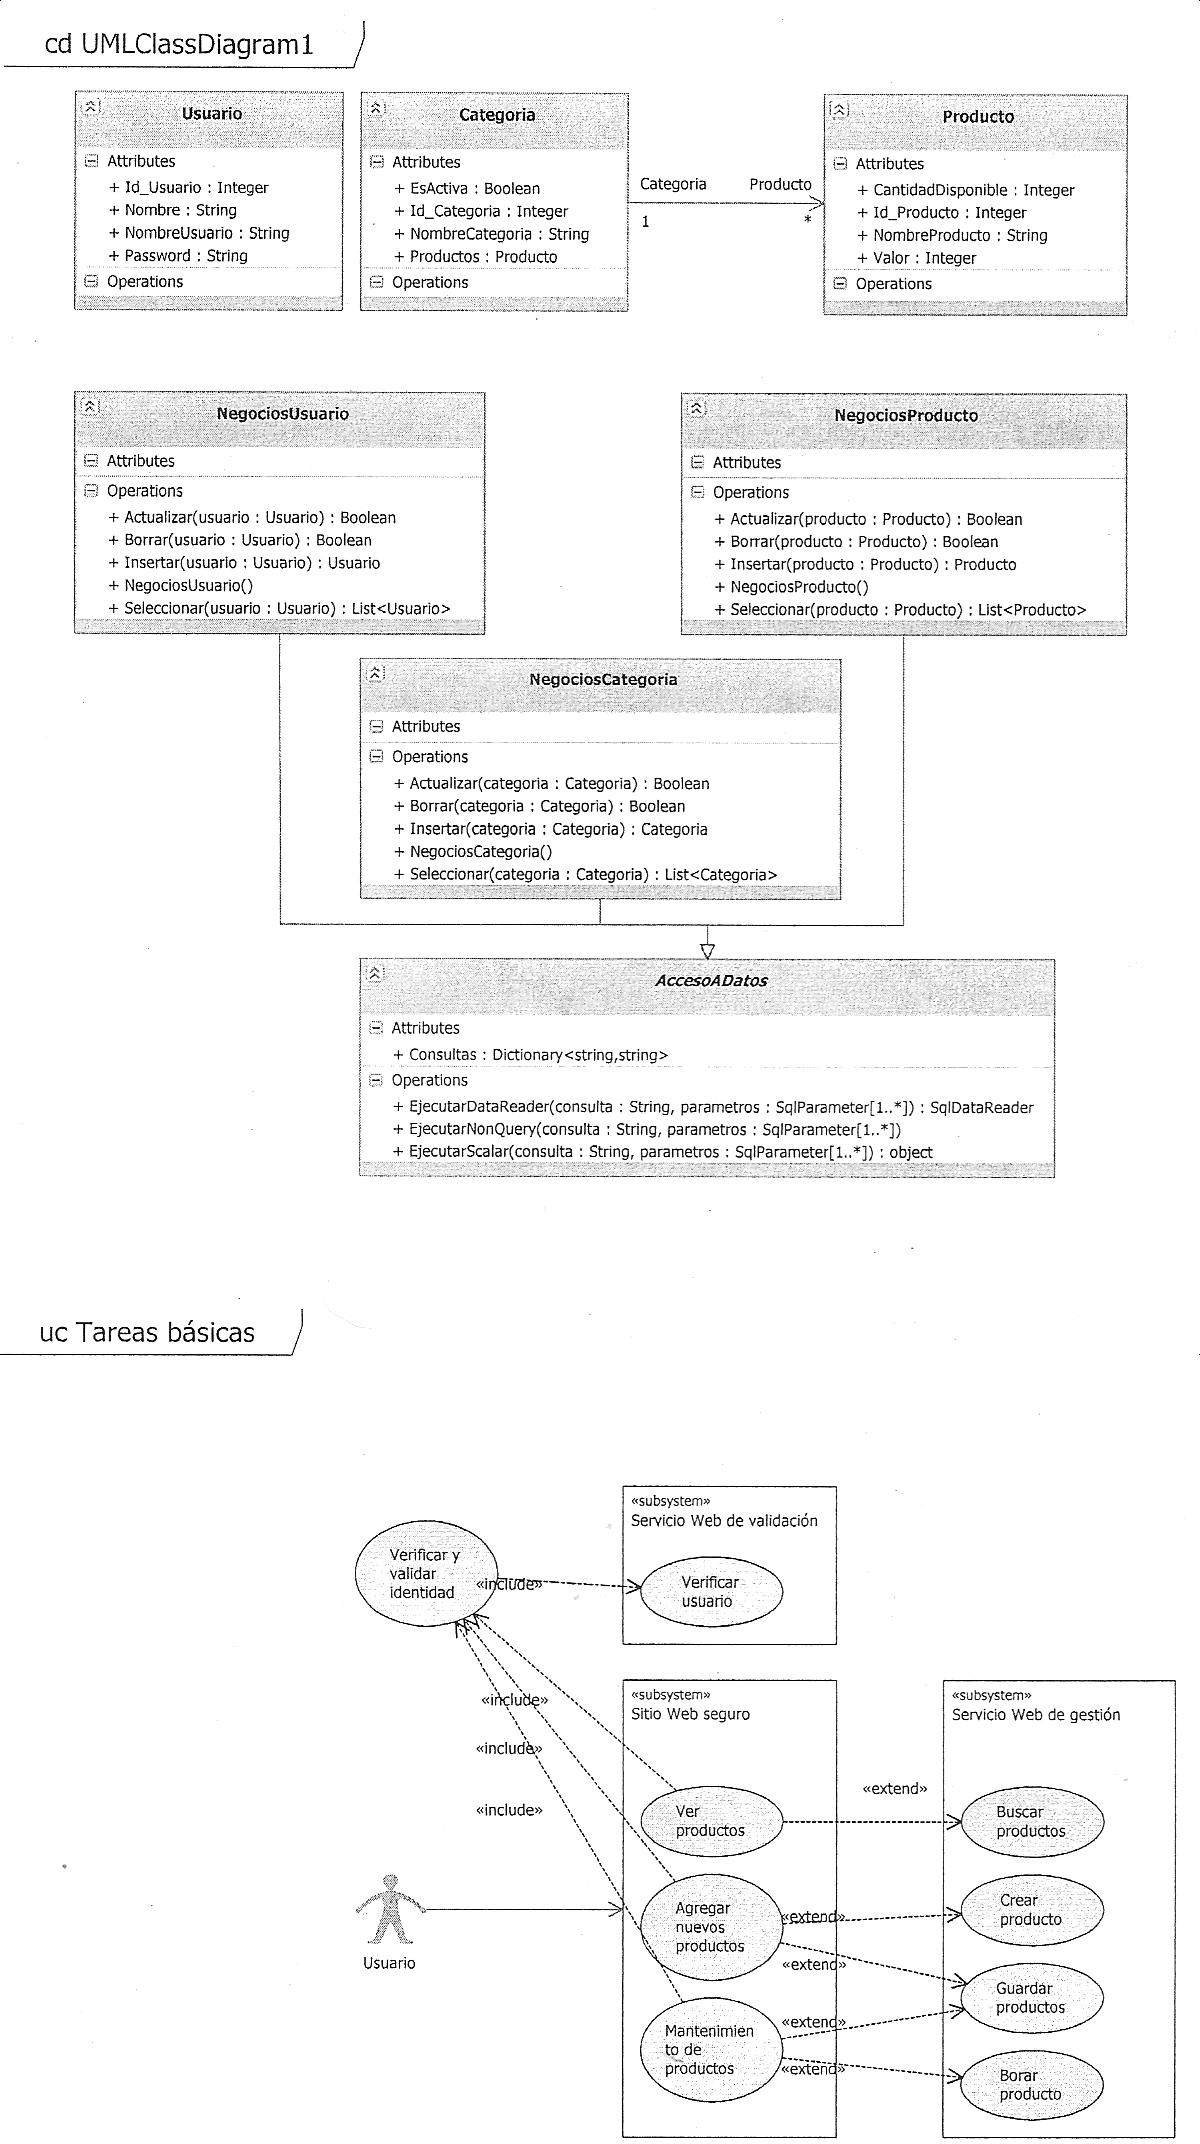 cd UMLClassDiagram1
Usuario
Attributes
+ Id_Usuario : Integer
+ Nombre : String
+ NombreUsuario : String
+ Password : String
Operations
Categoria
Attributes
+ EsActiva : Boolean
+ Id_Categoria : Integer
+ NombreCategoria : String
+ Productos : Producto
Operations
Categoria
Producto
1
*
Producto
Attributes
+ CantidadDisponible : Integer
+ Id_Producto : Integer
+ NombreProducto : String
+ Valor : Integer
Operations
NegociosUsuario
Attributes
Operations
+ Actualizar(usuario : Usuario) : Boolean
+ Borrar(usuario : Usuario) : Boolean
+ Insertar(usuario : Usuario) : Usuario
+ NegociosUsuario()
+ Seleccionar(usuario : Usuario) : List<Usuario>
NegociosProducto
Attributes
Operations
+ Actualizar(producto : Producto) : Boolean
+ Borrar(producto : Producto) : Boolean
+ Insertar(producto : Producto) : Producto
+ NegociosProducto()
+ Seleccionar(producto : Producto) : List<Producto>
NegociosCategoria
Attributes
Operations
+ Actualizar(categoria : Categoria) : Boolean
+ Borrar(categoria : Categoria) : Boolean
+ Insertar(categoria : Categoria) : Categoria
+ NegociosCategoria()
+ Seleccionar(categoria : Categoria) : List<Categoria>
AccesoADatos
Attributes
+ Consultas : Dictionary<string,string>
Operations
+ EjecutarDataReader(consulta : String, parametros : SqlParameter[1..*]) : SqlDataReader
+ EjecutarNonQuery(consulta : String, parametros : SqlParameter[1..*])
+ EjecutarScalar(consulta : String, parametros : SqlParameter[1..*]) : object
uc Tareas básicas
«subsystem»
Servicio Web de validación
Verificar y
validar
identidad
«include»
Verificar
usuario
«include»
«include»
«include»
«subsystem»
Sitio Web seguro
«subsystem»
Servicio Web de gestión
Ver
productos
«extend»
Buscar
productos
Usuario
Agregar
nuevos
productos
«extend»
«extend»
Crear
producto
Guardar
productos
Mantenimien
to de
productos
«extend»
«extend»
Borar
producto